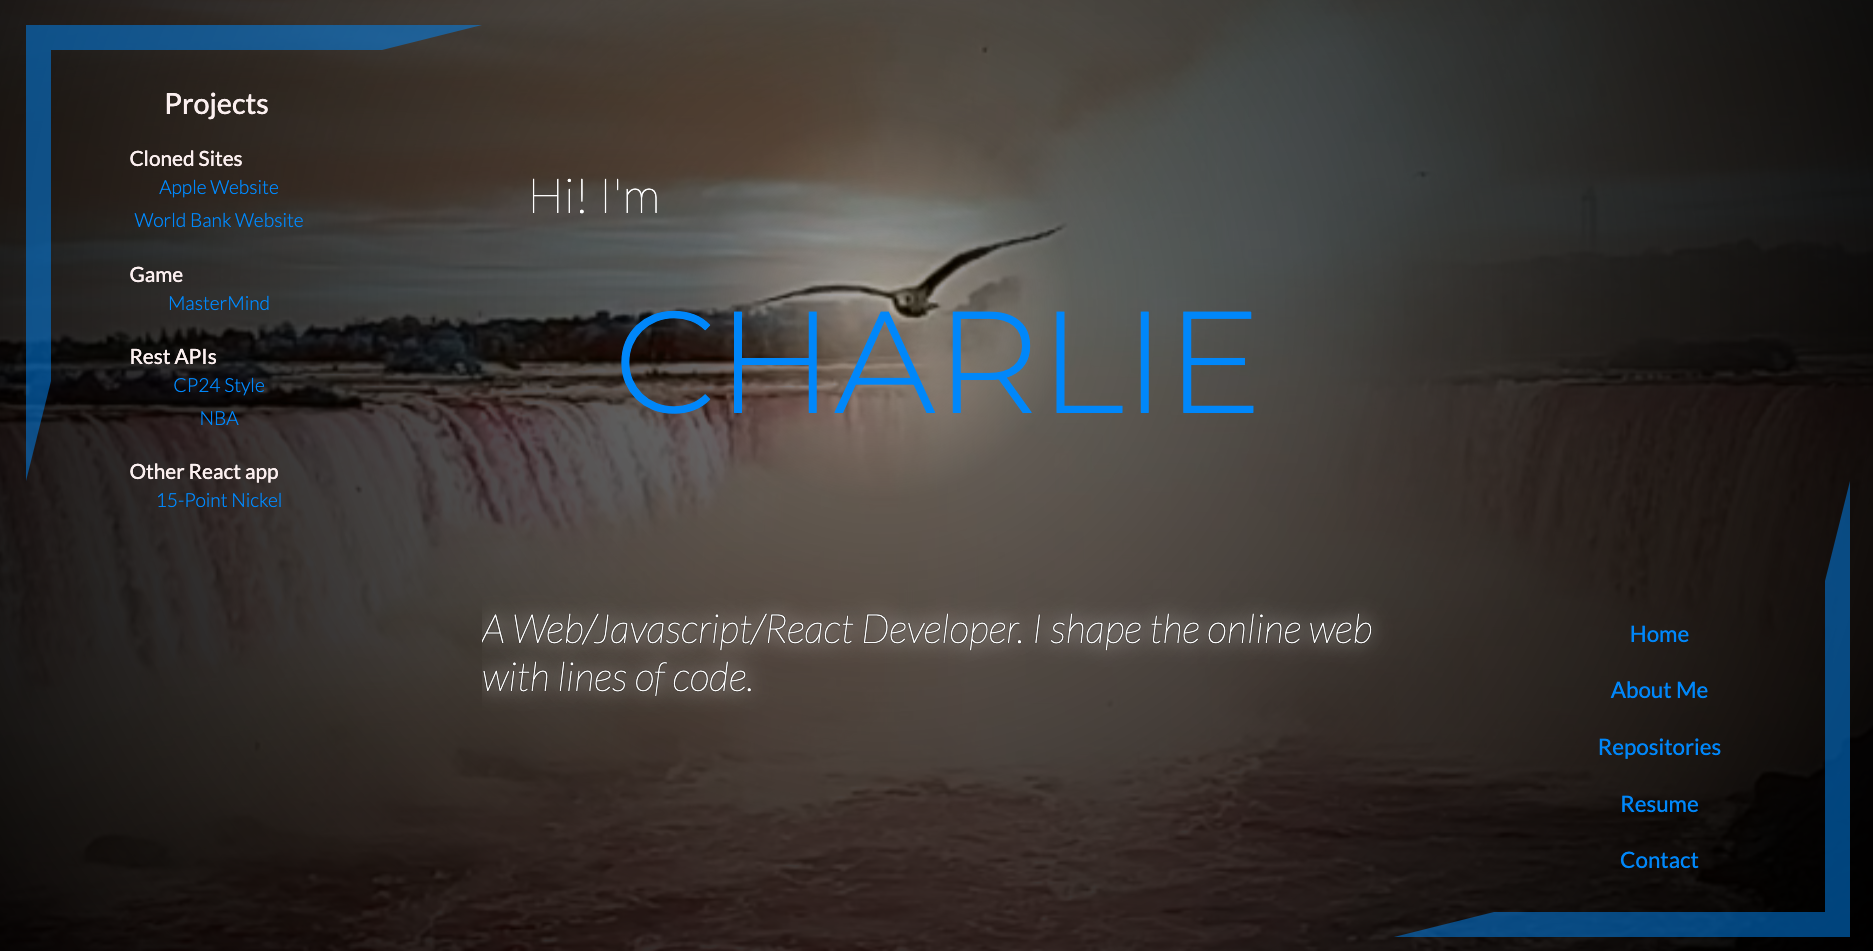 Projects
Cloned Sites
Apple Website
World Bank Website
Game
MasterMind
Rest APIs
CP24 Style
NBA
Other React app
15-Point Nickel
Hi! I'm
CHARLIE
A Web/Javascript/React Developer. I shape the online web
with lines of code.
Home
About Me
Repositories
Resume
Contact